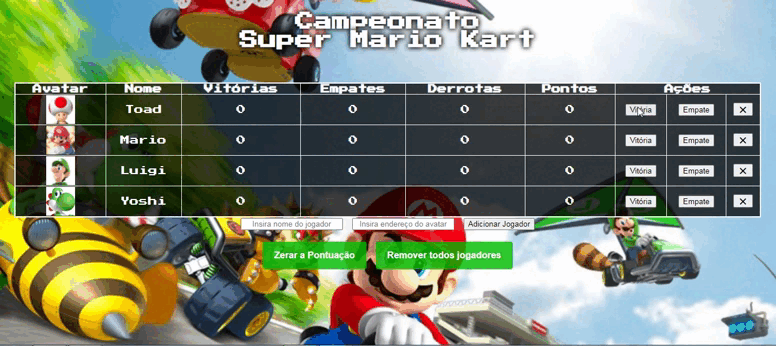 Campeonato
Super Mario Kart
Avatar Nome Vitórias Empates Derrotas Pontos Ações
Toad 0 0 0 0 Vitória Empate ✕
Mario 0 0 0 0 Vitória Empate ✕
Luigi 0 0 0 0 Vitória Empate ✕
Yoshi 0 0 0 0 Vitória Empate ✕
Insira nome do jogador Insira endereço do avatar Adicionar Jogador
Zerar a Pontuação Remover todos jogadores